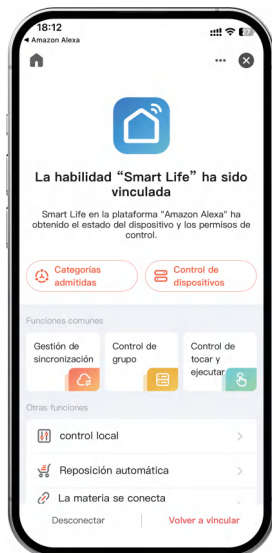 18:12
◀ Amazon Alexa
La habilidad “Smart Life” ha sido
vinculada
Smart Life en la plataforma "Amazon Alexa" ha
obtenido el estado del dispositivo y los permisos de
control.
Categorías
admitidas
Control de
dispositivos
Funciones comunes
Gestión de
sincronización
Control de
grupo
Control de
tocar y
ejecutar
Otras funciones
control local
Reposición automática
La materia se conecta
Desconectar
Volver a vincular